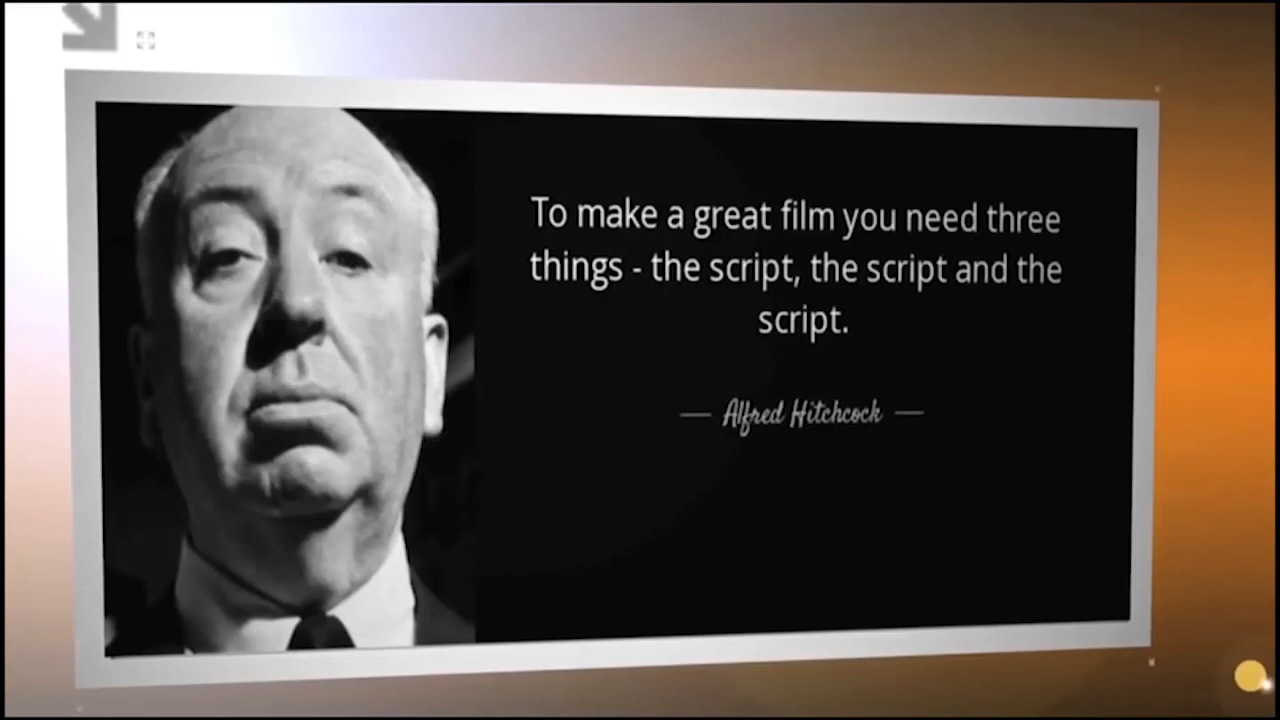 To make a great film you need three
things - the script, the script and the
script.
— Alfred Hitchcock —